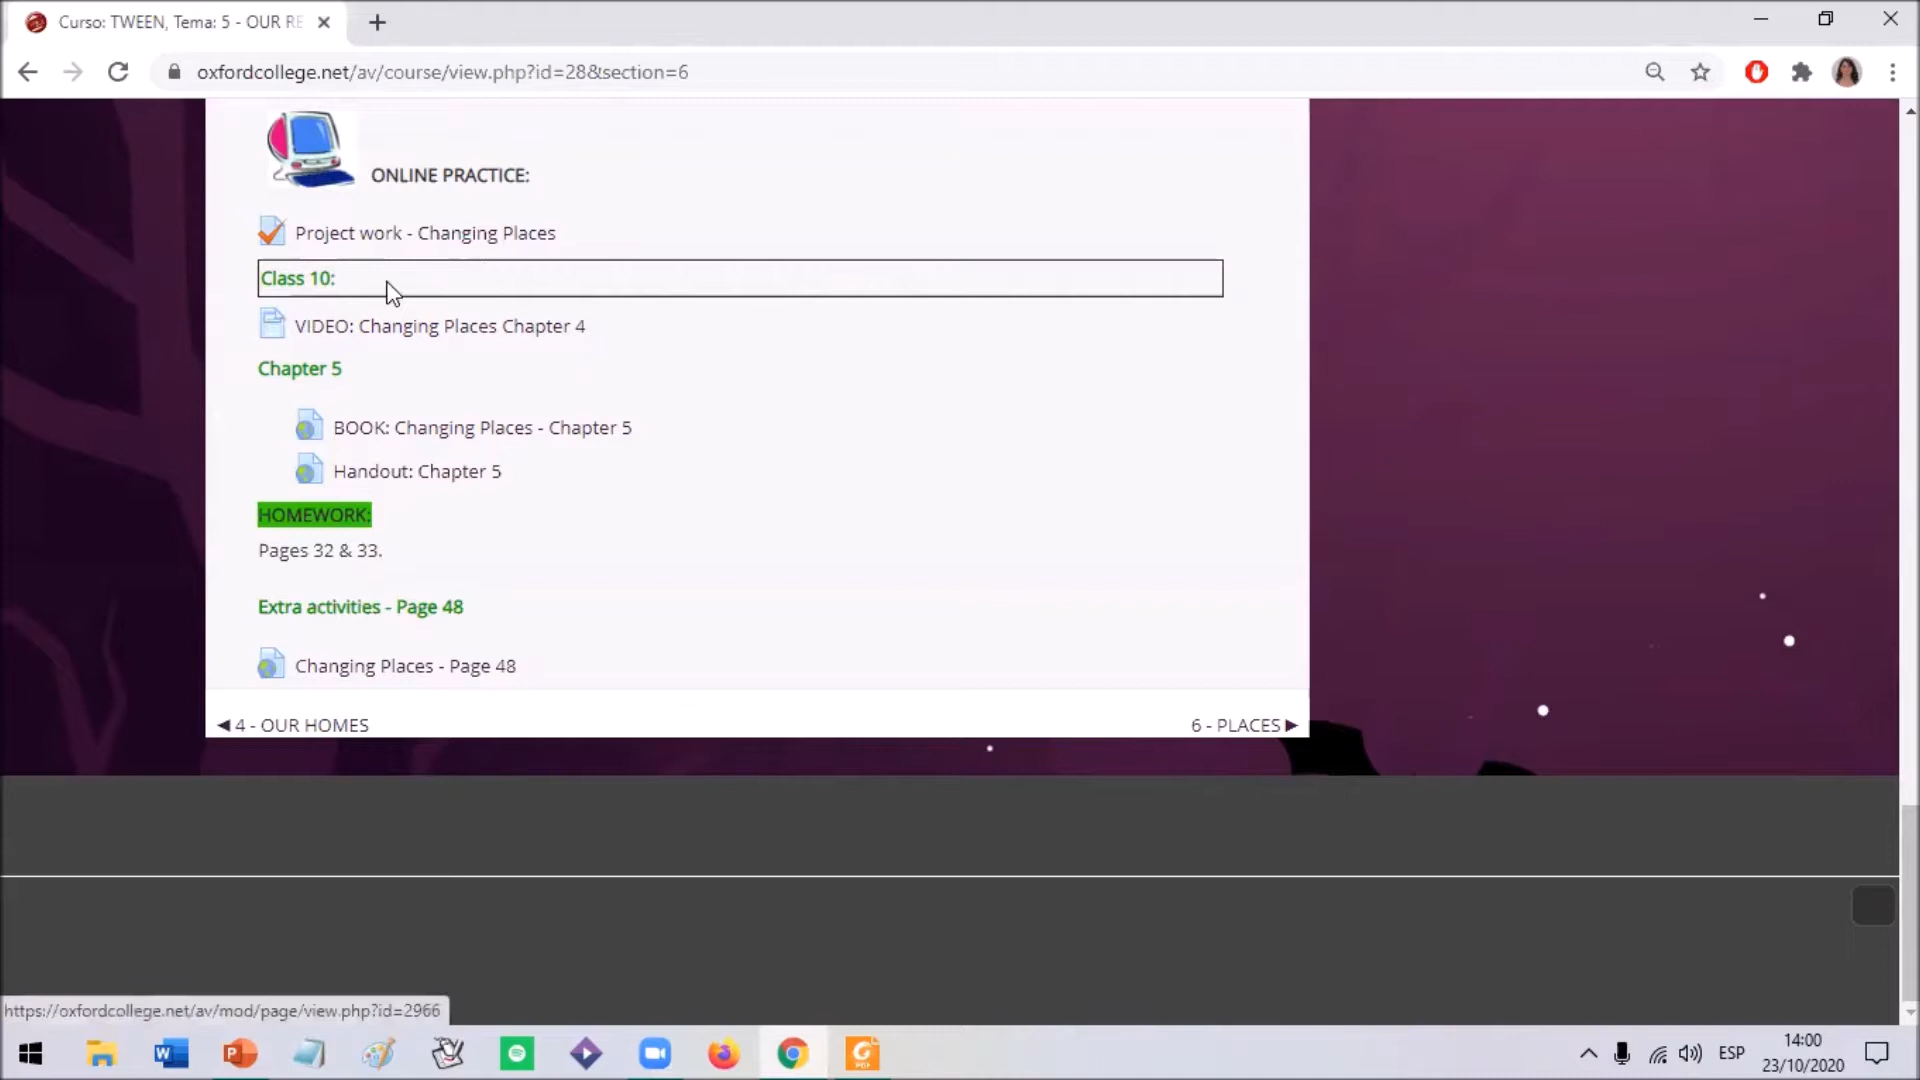 Curso: TWEEN, Tema: 5 - OUR RE
oxfordcollege.net/av/course/view.php?id=28&section=6
ONLINE PRACTICE:
Project work - Changing Places
Class 10:
VIDEO: Changing Places Chapter 4
Chapter 5
BOOK: Changing Places - Chapter 5
Handout: Chapter 5
HOMEWORK:
Pages 32 & 33.
Extra activities - Page 48
Changing Places - Page 48
◀ 4 - OUR HOMES
6 - PLACES ▶
https://oxfordcollege.net/av/mod/page/view.php?id=2966
ESP
14:00
23/10/2020